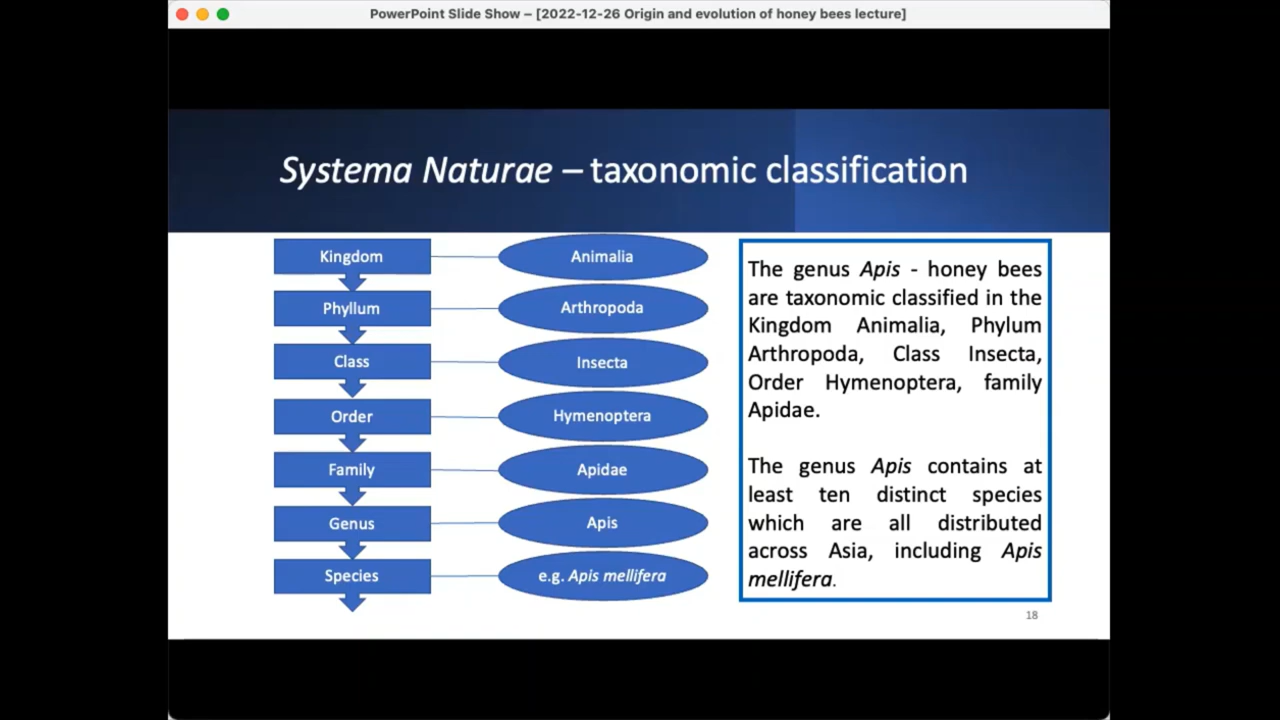 PowerPoint Slide Show – [2022-12-26 Origin and evolution of honey bees lecture]
Systema Naturae – taxonomic classification
Kingdom
Animalia
Phyllum
Arthropoda
Class
Insecta
Order
Hymenoptera
Family
Apidae
Genus
Apis
Species
e.g. Apis mellifera
The genus Apis - honey bees
are taxonomic classified in the
Kingdom Animalia, Phylum
Arthropoda, Class Insecta,
Order Hymenoptera, family
Apidae.
The genus Apis contains at
least ten distinct species
which are all distributed
across Asia, including Apis
mellifera.
18